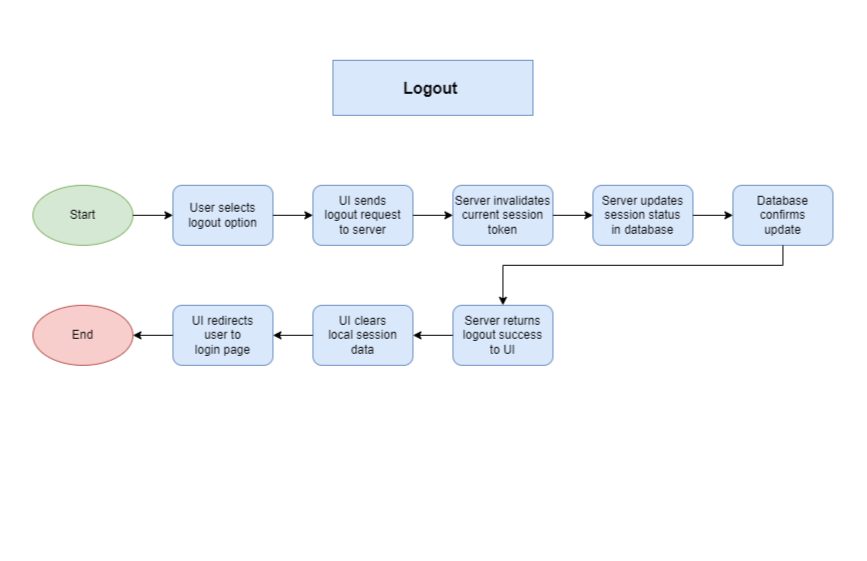 Logout
Start
User selects
logout option
UI sends
logout request
to server
Server invalidates
current session
token
Server updates
session status
in database
Database
confirms
update
Server returns
logout success
to UI
UI clears
local session
data
UI redirects
user to
login page
End